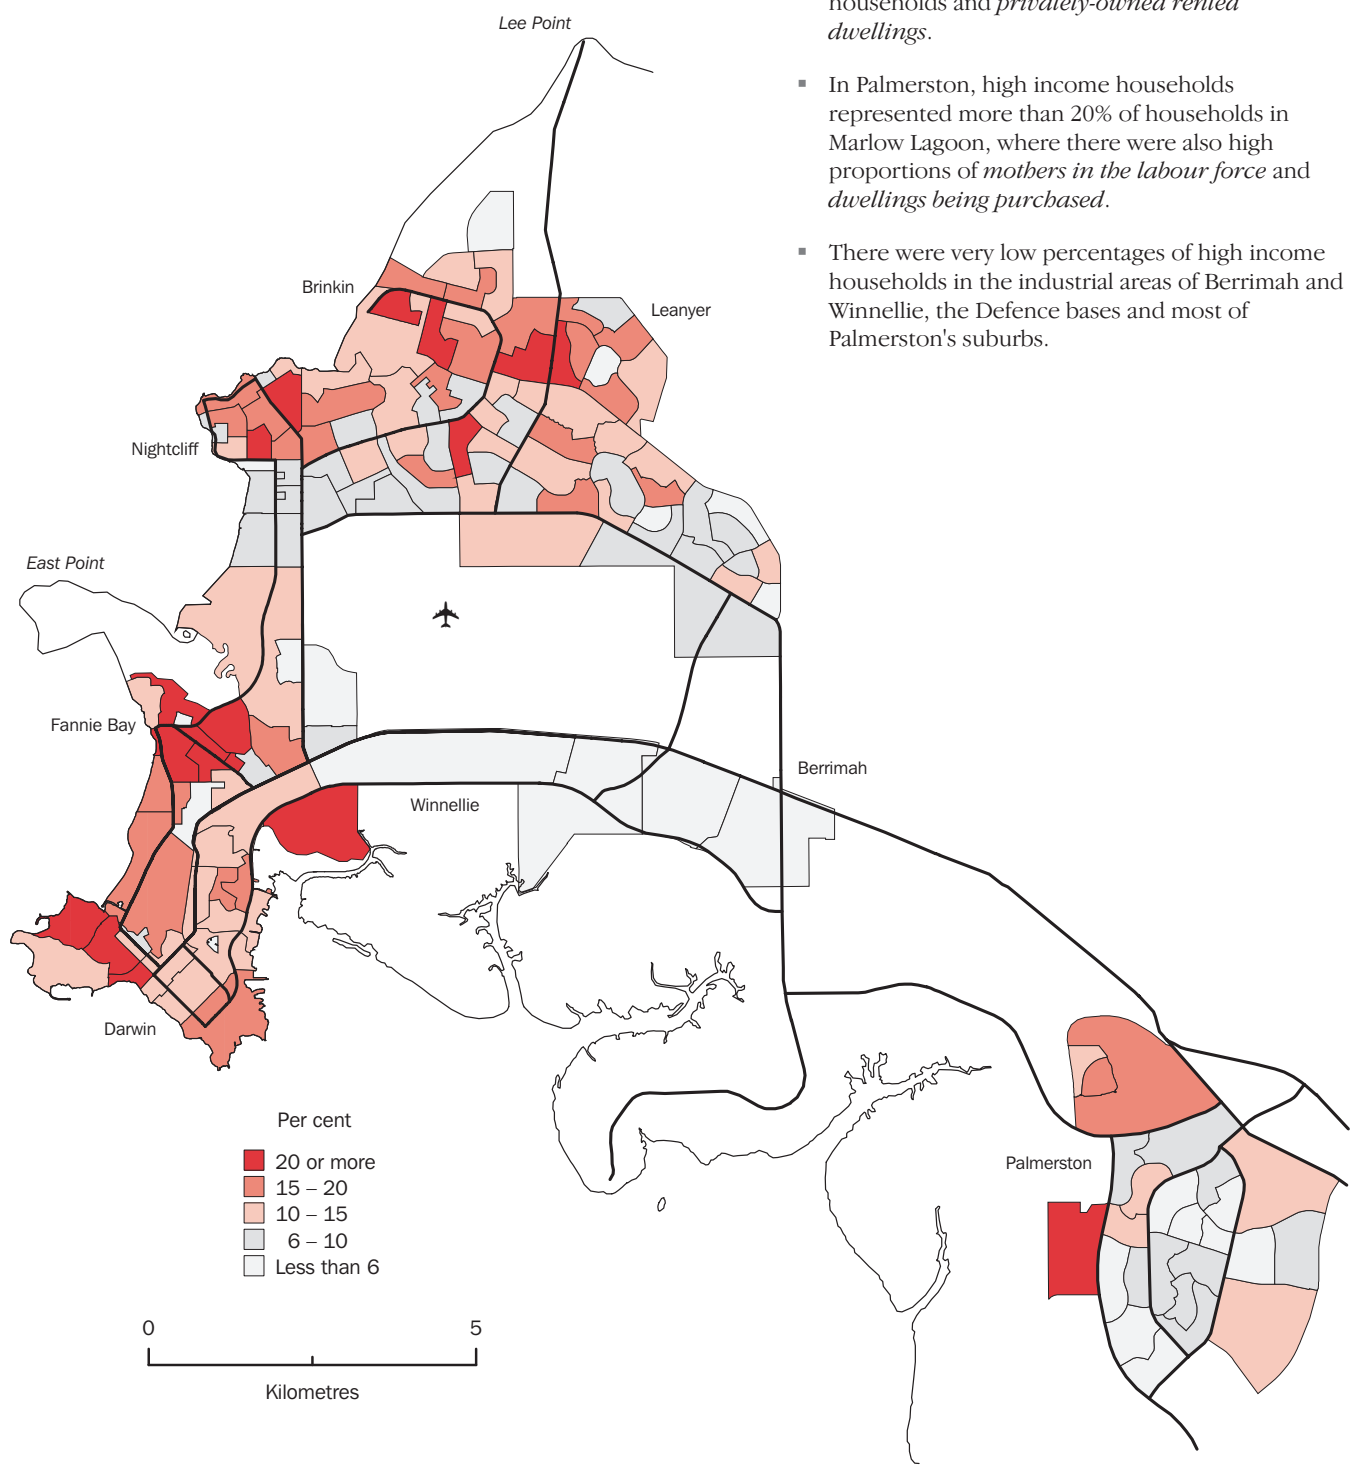 households and privately-owned rented
dwellings.
▪ In Palmerston, high income households
represented more than 20% of households in
Marlow Lagoon, where there were also high
proportions of mothers in the labour force and
dwellings being purchased.
▪ There were very low percentages of high income
households in the industrial areas of Berrimah and
Winnellie, the Defence bases and most of
Palmerston's suburbs.
Lee Point
Brinkin
Leanyer
Nightcliff
East Point
Fannie Bay
Berrimah
Winnellie
Darwin
Palmerston
Per cent
20 or more
15 – 20
10 – 15
6 – 10
Less than 6
0 5
Kilometres